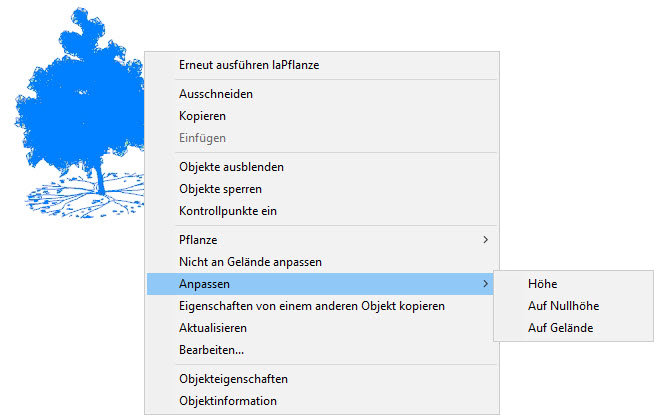 Erneut ausführen laPflanze
Ausschneiden
Kopieren
Einfügen
Objekte ausblenden
Objekte sperren
Kontrollpunkte ein
Pflanze
Nicht an Gelände anpassen
Anpassen
Eigenschaften von einem anderen Objekt kopieren
Aktualisieren
Bearbeiten...
Objekteigenschaften
Objektinformation
Höhe
Auf Nullhöhe
Auf Gelände